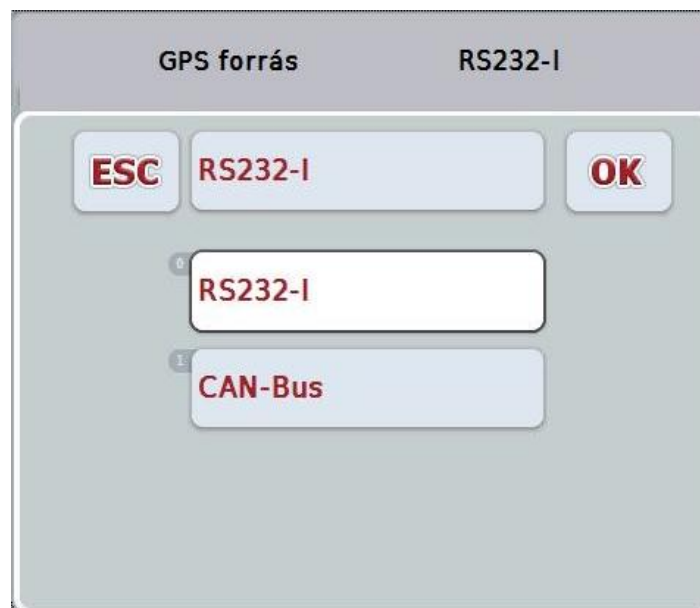 GPS forrás RS232-I
ESC RS232-I OK
0
RS232-I
1
CAN-Bus